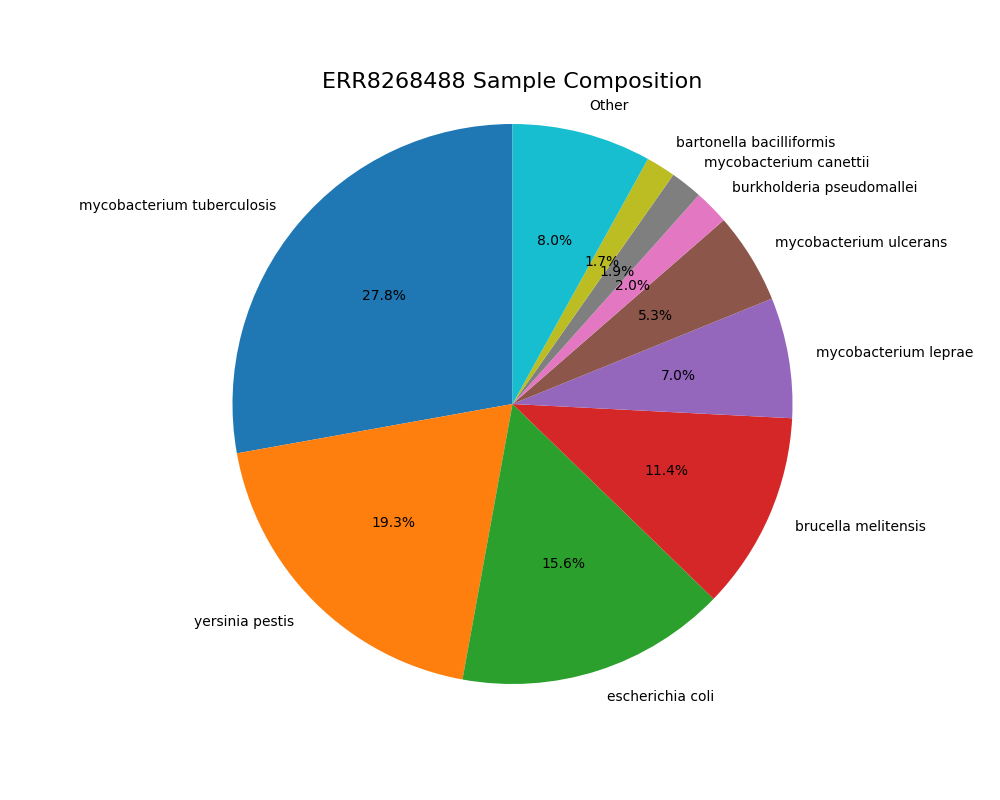 ERR8268488 Sample Composition
Other
bartonella bacilliformis
mycobacterium canettii
burkholderia pseudomallei
mycobacterium ulcerans
mycobacterium leprae
brucella melitensis
escherichia coli
yersinia pestis
mycobacterium tuberculosis
8.0%
1.7%
1.9%
2.0%
5.3%
7.0%
11.4%
15.6%
19.3%
27.8%